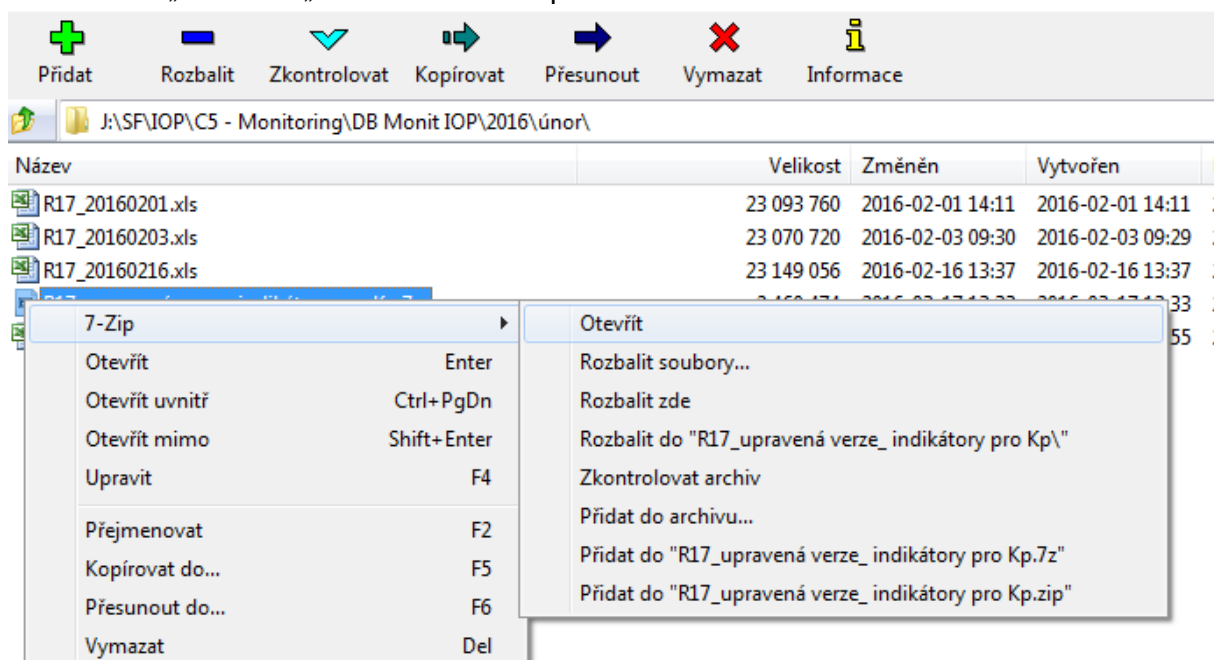 Přidat Rozbalit Zkontrolovat Kopírovat Přesunout Vymazat Informace
J:\SF\IOP\C5 - Monitoring\DB Monit IOP\2016\únor\
Název Velikost Změněn Vytvořen
R17_20160201.xls 23 093 760 2016-02-01 14:11 2016-02-01 14:11
R17_20160203.xls 23 070 720 2016-02-03 09:30 2016-02-03 09:29
R17_20160216.xls 23 149 056 2016-02-16 13:37 2016-02-16 13:37
33
55
7-Zip
Otevřít Enter
Otevřít uvnitř Ctrl+PgDn
Otevřít mimo Shift+Enter
Upravit F4
Přejmenovat F2
Kopírovat do... F5
Přesunout do... F6
Vymazat Del
Otevřít
Rozbalit soubory...
Rozbalit zde
Rozbalit do "R17_upravená verze_ indikátory pro Kp\"
Zkontrolovat archiv
Přidat do archivu...
Přidat do "R17_upravená verze_ indikátory pro Kp.7z"
Přidat do "R17_upravená verze_ indikátory pro Kp.zip"